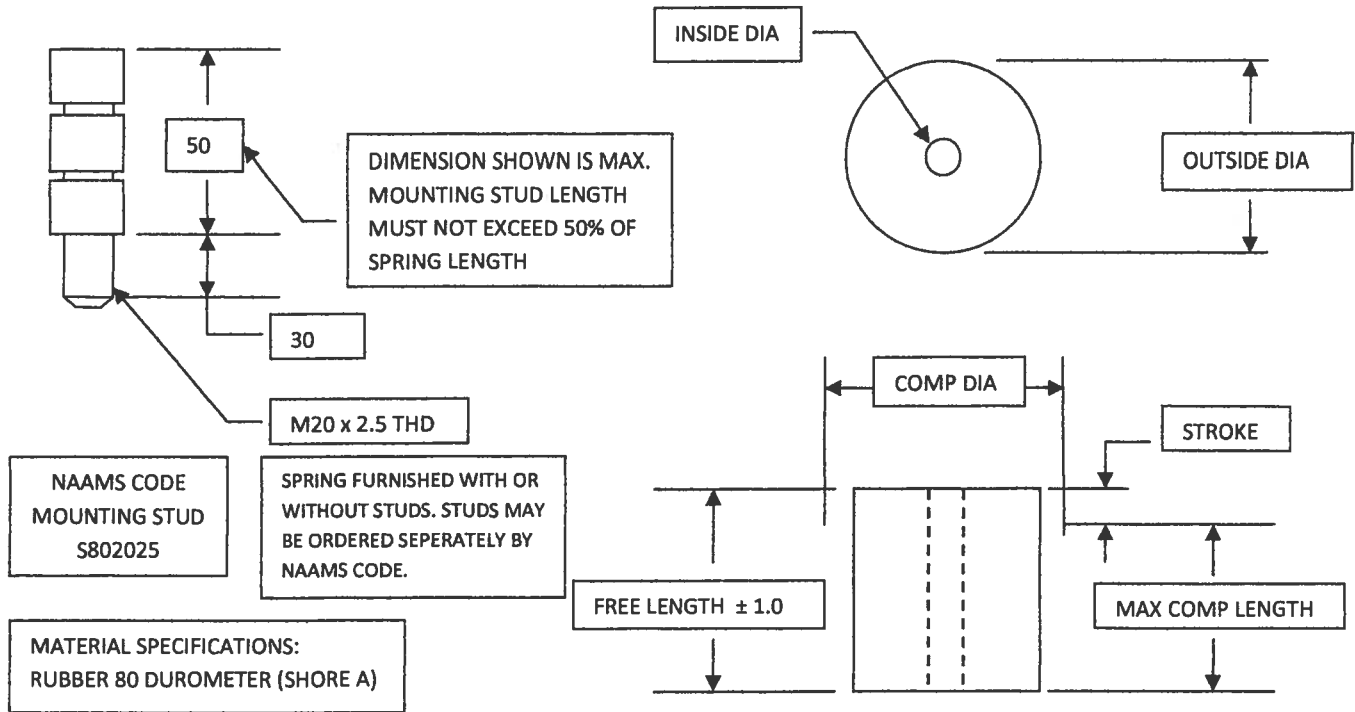 INSIDE DIA
50
DIMENSION SHOWN IS MAX.
MOUNTING STUD LENGTH
MUST NOT EXCEED 50% OF
SPRING LENGTH
OUTSIDE DIA
30
M20 x 2.5 THD
COMP DIA
STROKE
NAAMS CODE
MOUNTING STUD
S802025
SPRING FURNISHED WITH OR
WITHOUT STUDS. STUDS MAY
BE ORDERED SEPERATELY BY
NAAMS CODE.
FREE LENGTH ± 1.0
MAX COMP LENGTH
MATERIAL SPECIFICATIONS:
RUBBER 80 DUROMETER (SHORE A)